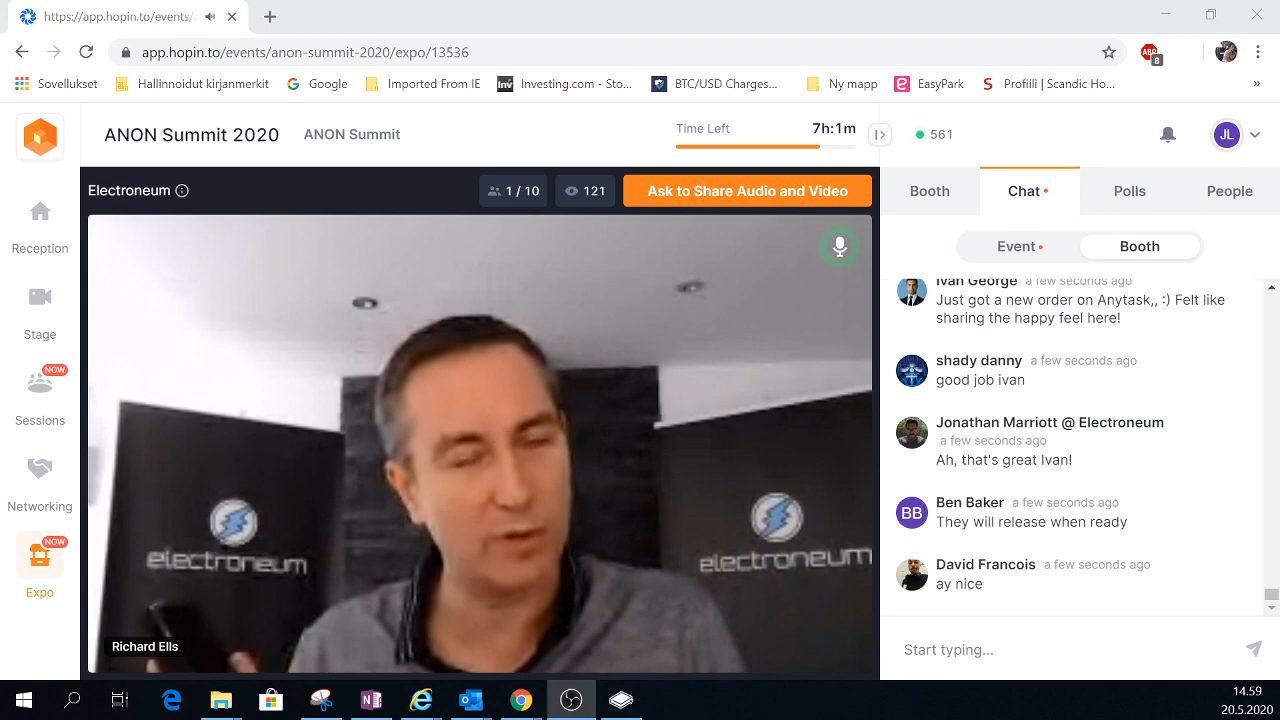 https://app.hopin.to/events/
app.hopin.to/events/anon-summit-2020/expo/13536
ABP
8
Sovellukset
Hallinnoidut kirjanmerkit
Google
Imported From IE
Inv
Investing.com - Sto...
BTC/USD Charges...
Ny mapp
EasyPark
S
Profiili | Scandic Ho...
»
ANON Summit 2020
ANON Summit
Time Left
7h:1m
561
JL
Electroneum
1 / 10
121
Ask to Share Audio and Video
Booth
Chat
Polls
People
Event
Booth
Reception
Stage
NOW
Sessions
Networking
NOW
Expo
electroneum
electroneum
Richard Ells
Ivan George a few seconds ago
Just got a new order on Anytask,, :) Felt like
sharing the happy feel here!
shady danny a few seconds ago
good job ivan
Jonathan Marriott @ Electroneum
a few seconds ago
Ah, that's great Ivan!
BB
Ben Baker a few seconds ago
They will release when ready
David Francois a few seconds ago
ay nice
Start typing...
14.59
20.5.2020